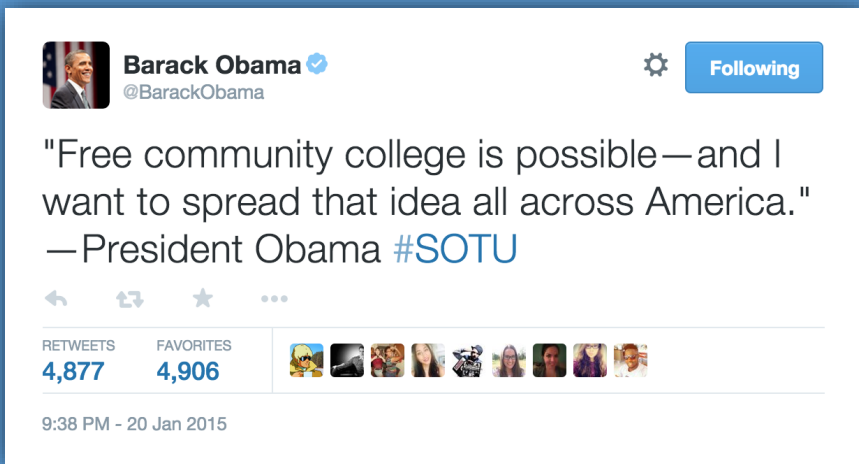 Barack Obama
@BarackObama
Following
"Free community college is possible—and I
want to spread that idea all across America."
—President Obama #SOTU
RETWEETS FAVORITES
4,877 4,906
9:38 PM - 20 Jan 2015